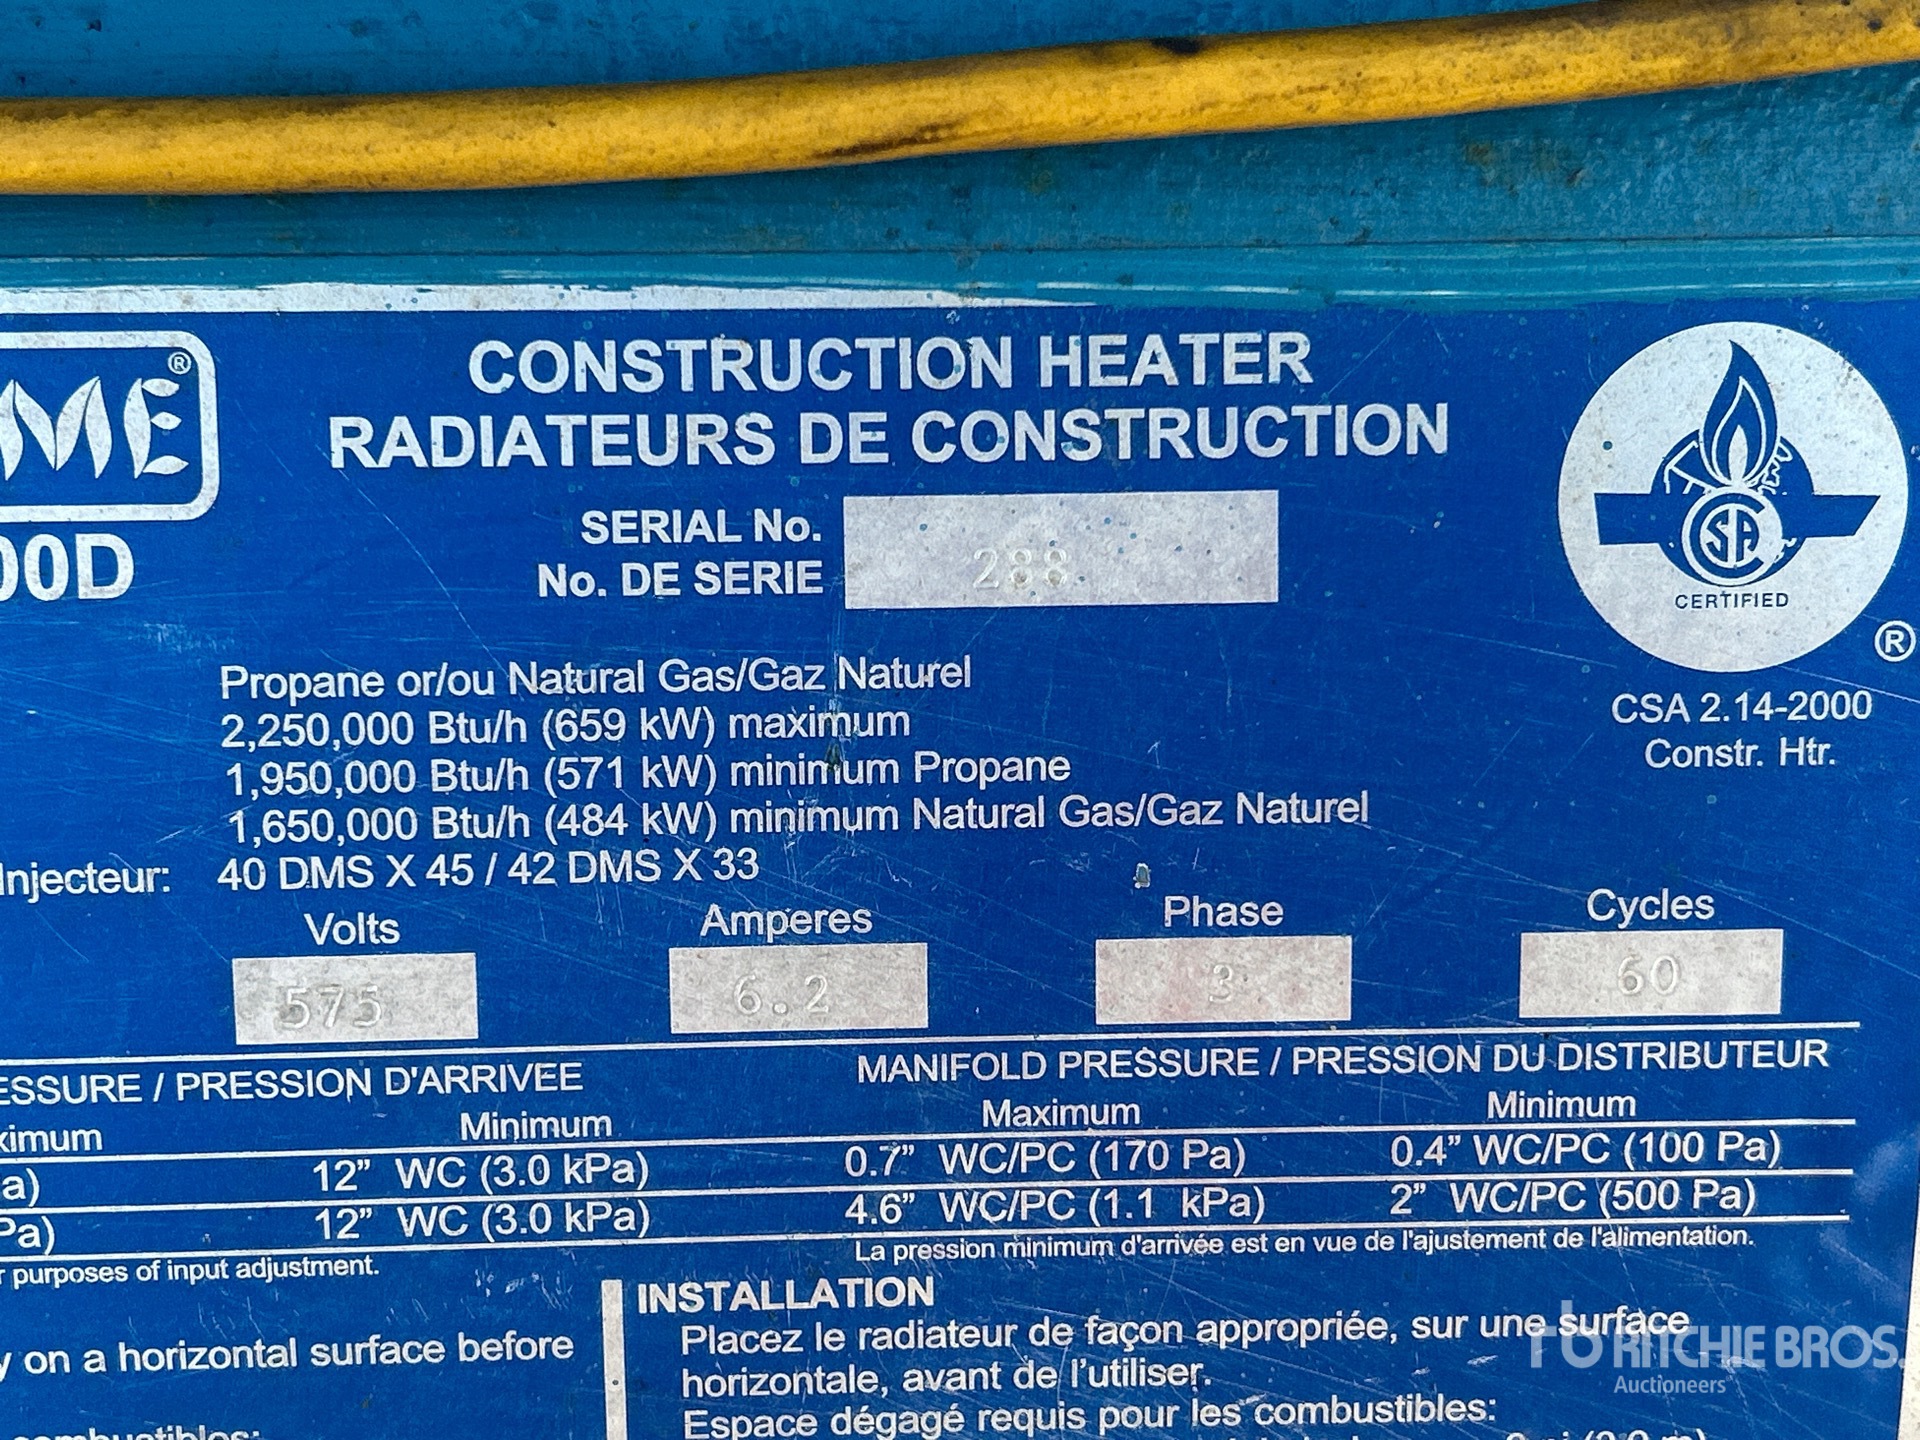 ME®
00D
CONSTRUCTION HEATER
RADIATEURS DE CONSTRUCTION
SERIAL No.
No. DE SERIE
288
CSA
CERTIFIED
®
CSA 2.14-2000
Constr. Htr.
Propane or/ou Natural Gas/Gaz Naturel
2,250,000 Btu/h (659 kW) maximum
1,950,000 Btu/h (571 kW) minimum Propane
1,650,000 Btu/h (484 kW) minimum Natural Gas/Gaz Naturel
Injecteur: 40 DMS X 45 / 42 DMS X 33
Volts Amperes Phase Cycles
575 6.2 3 60
ESSURE / PRESSION D'ARRIVEE MANIFOLD PRESSURE / PRESSION DU DISTRIBUTEUR
ximum Minimum Maximum Minimum
a) 12” WC (3.0 kPa) 0.7” WC/PC (170 Pa) 0.4” WC/PC (100 Pa)
Pa) 12” WC (3.0 kPa) 4.6” WC/PC (1.1 kPa) 2” WC/PC (500 Pa)
r purposes of input adjustment. La pression minimum d'arrivée est en vue de l'ajustement de l'alimentation.
y on a horizontal surface before
combustibles:
INSTALLATION
Placez le radiateur de façon appropriée, sur une surface
horizontale, avant de l’utiliser.
Espace dégagé requis pour les combustibles:
RITCHIE BROS.
Auctioneers